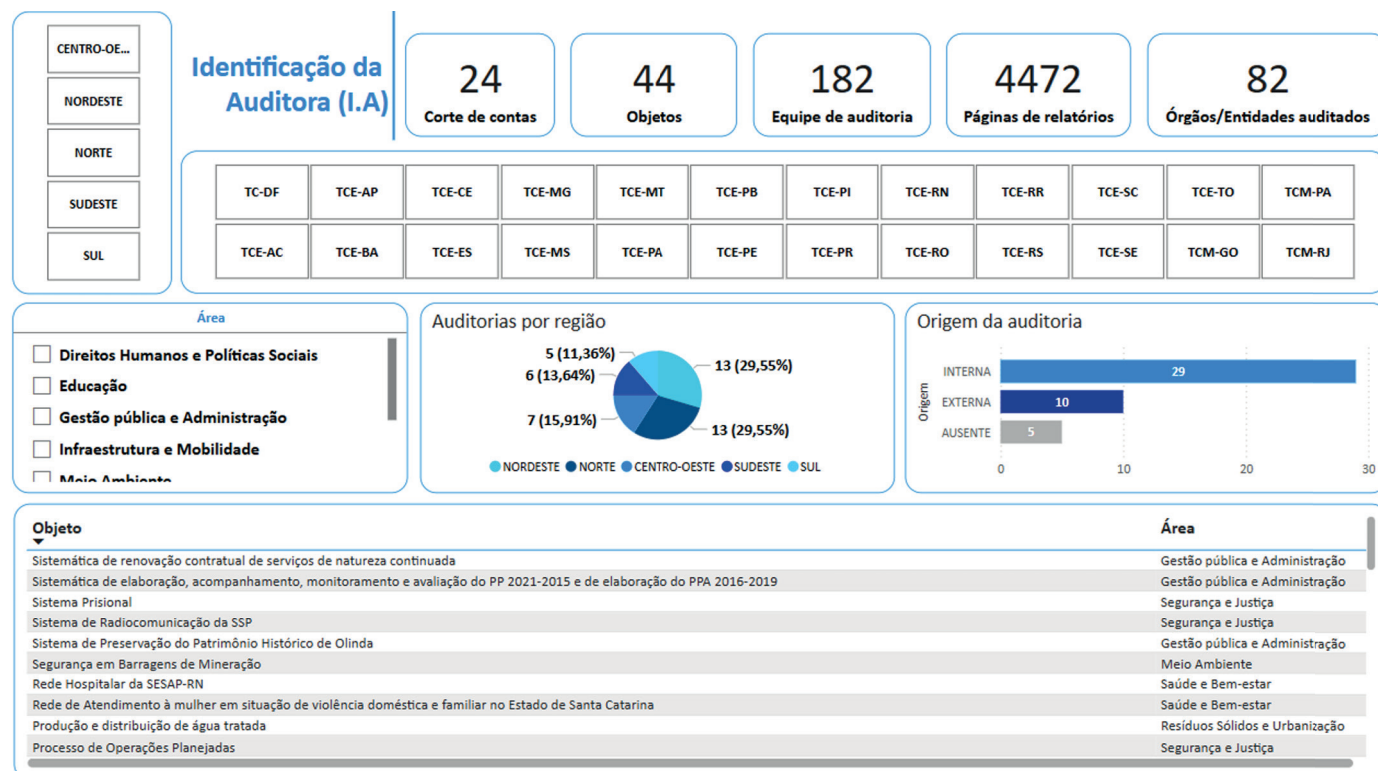 CENTRO-OE...
NORDESTE
NORTE
SUDESTE
SUL
Identificação da
Auditora (I.A)
24
Corte de contas
44
Objetos
182
Equipe de auditoria
4472
Páginas de relatórios
82
Órgãos/Entidades auditados
TC-DF TCE-AP TCE-CE TCE-MG TCE-MT TCE-PB TCE-PI TCE-RN TCE-RR TCE-SC TCE-TO TCM-PA
TCE-AC TCE-BA TCE-ES TCE-MS TCE-PA TCE-PE TCE-PR TCE-RO TCE-RS TCE-SE TCM-GO TCM-RJ
Área
Direitos Humanos e Políticas Sociais
Educação
Gestão pública e Administração
Infraestrutura e Mobilidade
Meio Ambiente
Auditorias por região
5 (11,36%)
13 (29,55%)
6 (13,64%)
7 (15,91%)
13 (29,55%)
NORDESTE NORTE CENTRO-OESTE SUDESTE SUL
Origem da auditoria
Origem
INTERNA 29
EXTERNA 10
AUSENTE 5
0 10 20 30
Objeto Área
Sistemática de renovação contratual de serviços de natureza continuada Gestão pública e Administração
Sistemática de elaboração, acompanhamento, monitoramento e avaliação do PP 2021-2015 e de elaboração do PPA 2016-2019 Gestão pública e Administração
Sistema Prisional Segurança e Justiça
Sistema de Radiocomunicação da SSP Segurança e Justiça
Sistema de Preservação do Patrimônio Histórico de Olinda Gestão pública e Administração
Segurança em Barragens de Mineração Meio Ambiente
Rede Hospitalar da SESAP-RN Saúde e Bem-estar
Rede de Atendimento à mulher em situação de violência doméstica e familiar no Estado de Santa Catarina Saúde e Bem-estar
Produção e distribuição de água tratada Resíduos Sólidos e Urbanização
Processo de Operações Planejadas Segurança e Justiça